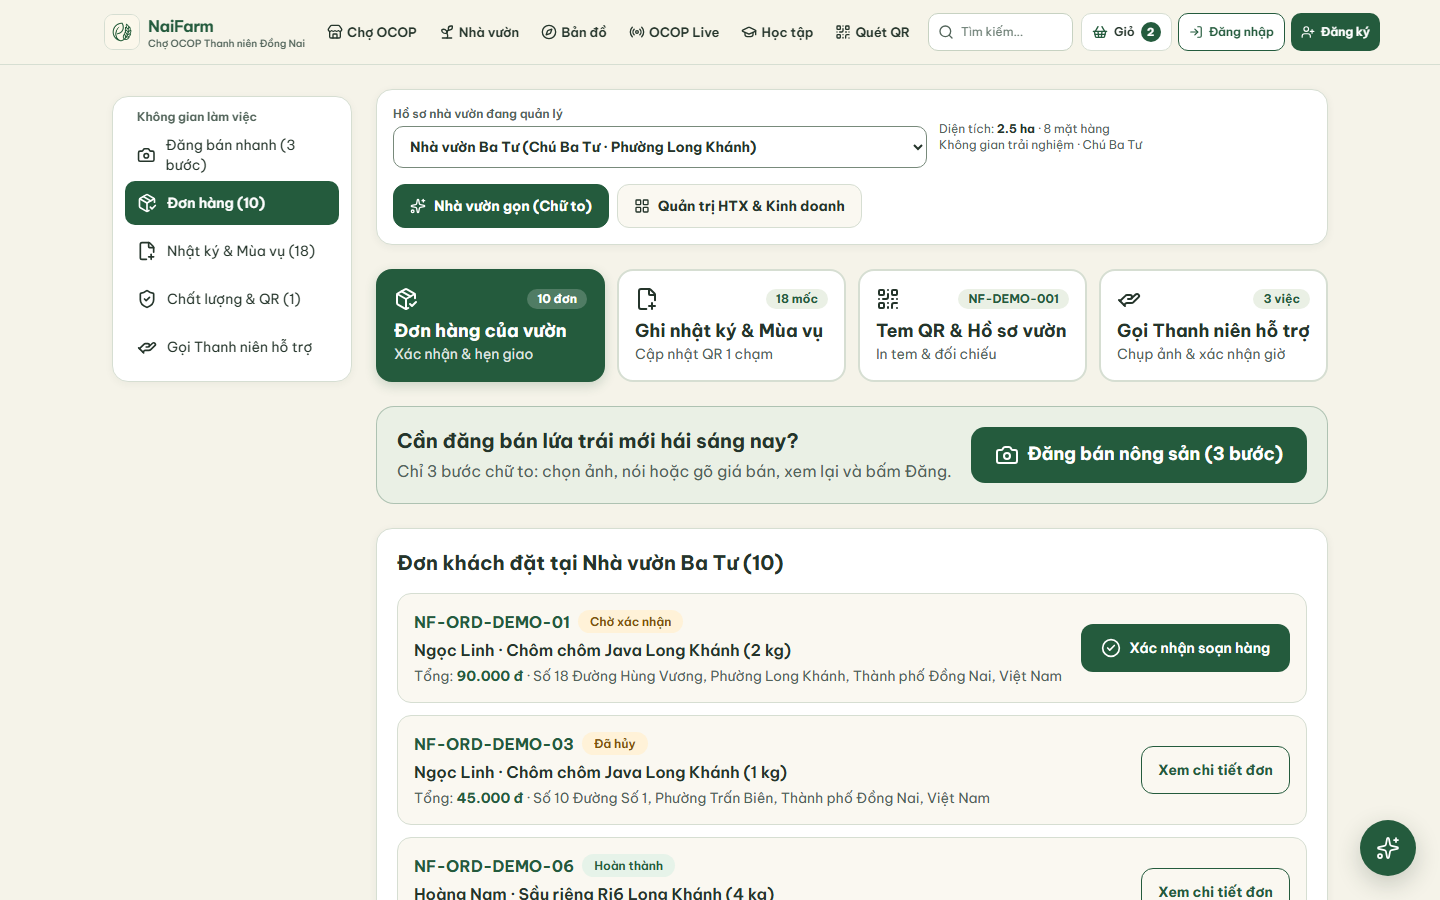 NaiFarm
Chợ OCOP Thanh niên Đồng Nai
Chợ OCOP
Nhà vườn
Bản đồ
OCOP Live
Học tập
Quét QR
Tìm kiếm...
Giỏ 2
Đăng nhập
Đăng ký
Không gian làm việc
Đăng bán nhanh (3
bước)
Đơn hàng (10)
Nhật ký & Mùa vụ (18)
Chất lượng & QR (1)
Gọi Thanh niên hỗ trợ
Hồ sơ nhà vườn đang quản lý
Nhà vườn Ba Tư (Chú Ba Tư · Phường Long Khánh)
Diện tích: 2.5 ha · 8 mặt hàng
Không gian trải nghiệm · Chú Ba Tư
Nhà vườn gọn (Chữ to)
Quản trị HTX & Kinh doanh
10 đơn
Đơn hàng của vườn
Xác nhận & hẹn giao
18 mốc
Ghi nhật ký & Mùa vụ
Cập nhật QR 1 chạm
NF-DEMO-001
Tem QR & Hồ sơ vườn
In tem & đối chiếu
3 việc
Gọi Thanh niên hỗ trợ
Chụp ảnh & xác nhận giờ
Cần đăng bán lứa trái mới hái sáng nay?
Chỉ 3 bước chữ to: chọn ảnh, nói hoặc gõ giá bán, xem lại và bấm Đăng.
Đăng bán nông sản (3 bước)
Đơn khách đặt tại Nhà vườn Ba Tư (10)
NF-ORD-DEMO-01 Chờ xác nhận
Ngọc Linh · Chôm chôm Java Long Khánh (2 kg)
Tổng: 90.000 đ · Số 18 Đường Hùng Vương, Phường Long Khánh, Thành phố Đồng Nai, Việt Nam
Xác nhận soạn hàng
NF-ORD-DEMO-03 Đã hủy
Ngọc Linh · Chôm chôm Java Long Khánh (1 kg)
Tổng: 45.000 đ · Số 10 Đường Số 1, Phường Trấn Biên, Thành phố Đồng Nai, Việt Nam
Xem chi tiết đơn
NF-ORD-DEMO-06 Hoàn thành
Hoàng Nam · Sầu riêng Ri6 Long Khánh (4 kg)
Xem chi tiết đơn